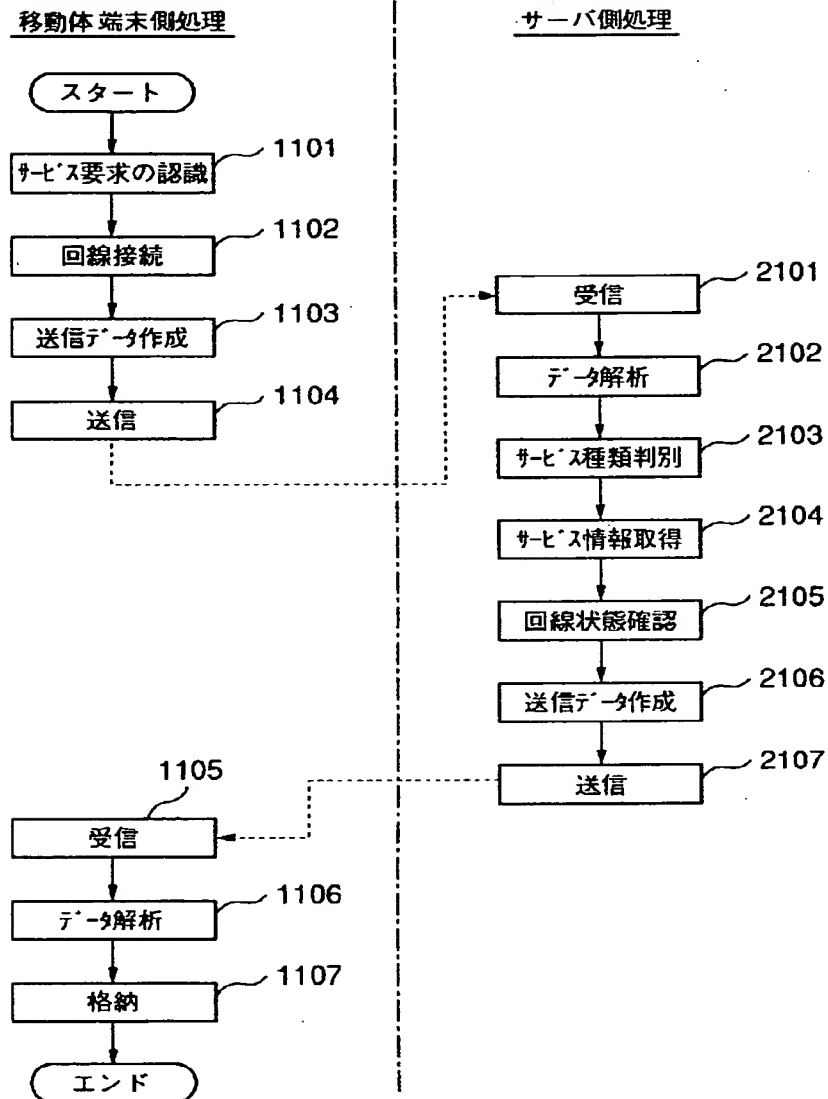 移動体端末側処理
スタート
1101
サービス要求の認識
1102
回線接続
1103
送信データ作成
1104
送信
サーバ側処理
2101
受信
2102
データ解析
2103
サービス種類判別
2104
サービス情報取得
2105
回線状態確認
2106
送信データ作成
2107
送信
1105
受信
1106
データ解析
1107
格納
エンド